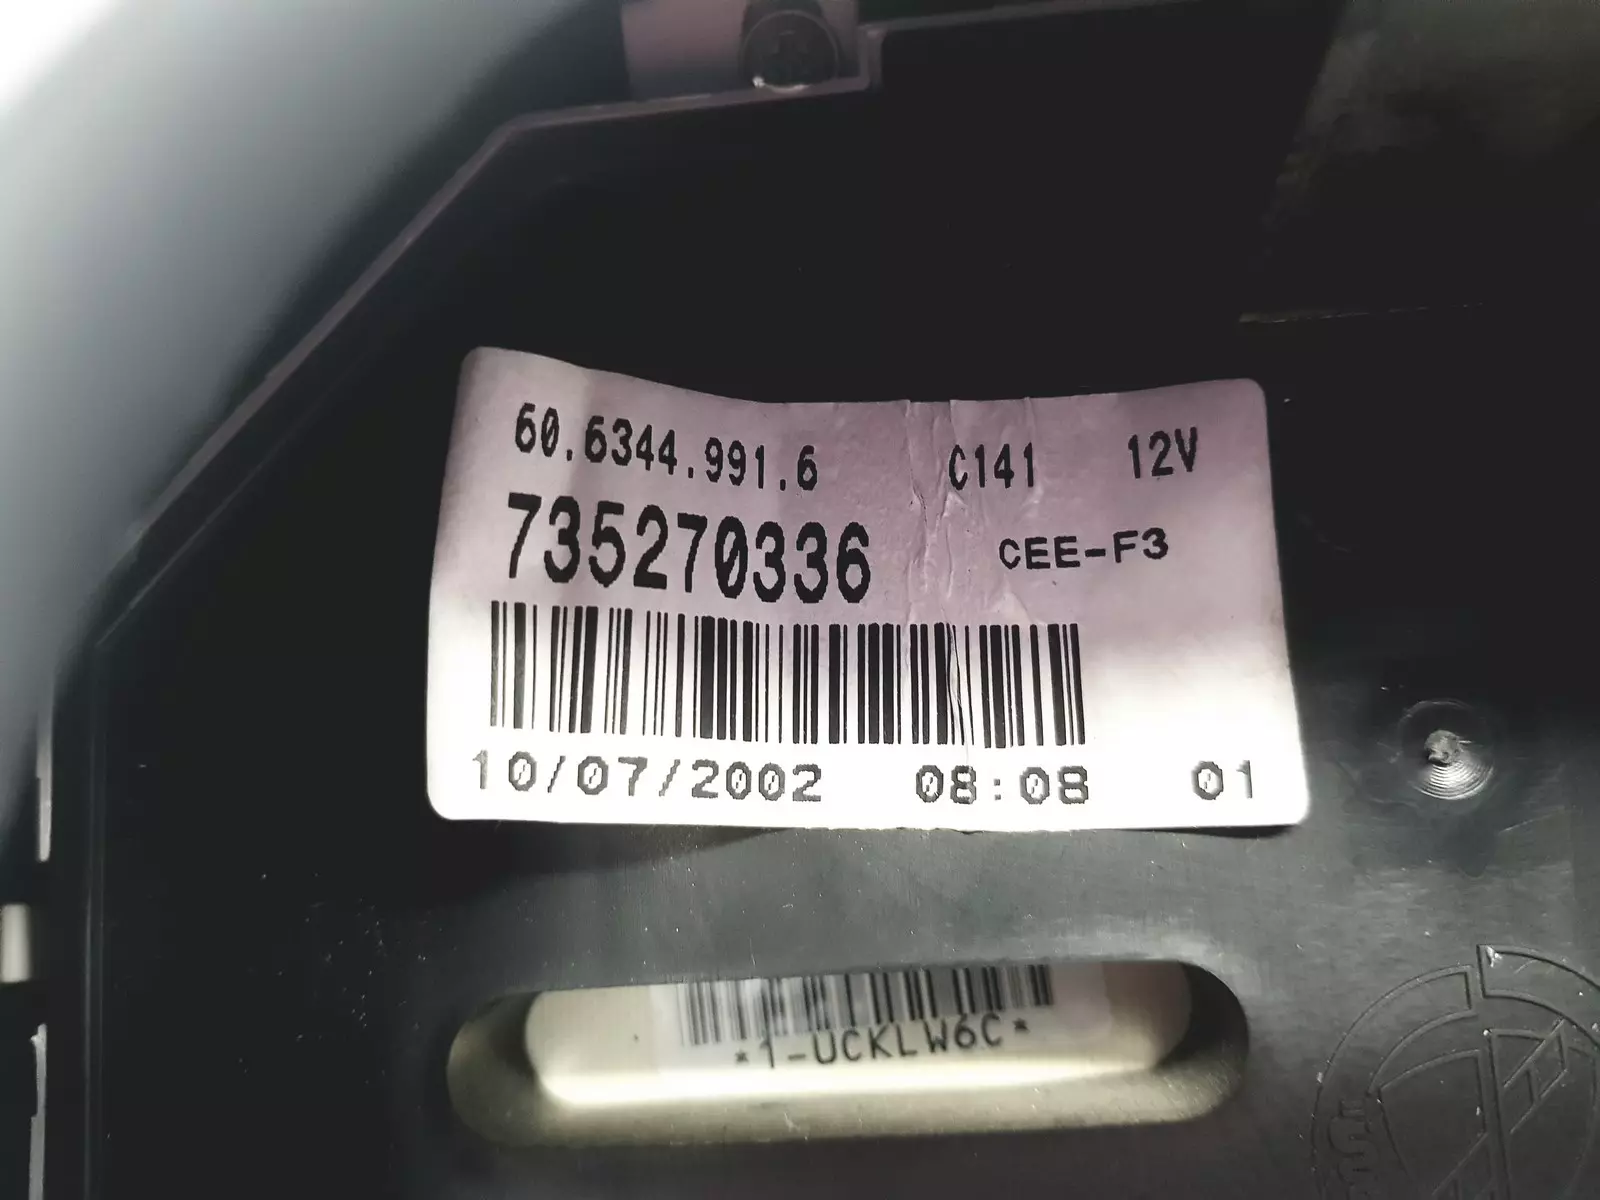 60.6344.991.6 C141 12V
735270336 CEE-F3
10/07/2002 08:08 01
*1-UCKLW6C*